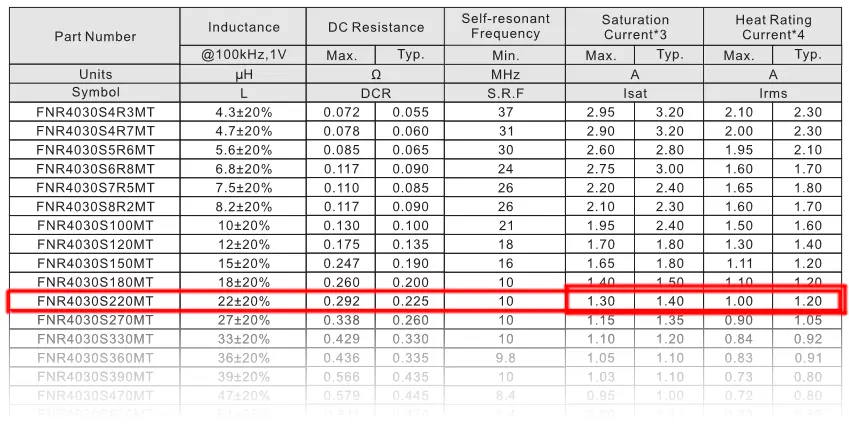 Part Number Inductance DC Resistance Self-resonant Frequency Saturation Current*3 Heat Rating Current*4
@100kHz,1V Max. Typ. Min. Max. Typ. Max. Typ.
Units μH Ω MHz A A
Symbol L DCR S.R.F Isat Irms
FNR4030S4R3MT 4.3±20% 0.072 0.055 37 2.95 3.20 2.10 2.30
FNR4030S4R7MT 4.7±20% 0.078 0.060 31 2.90 3.20 2.00 2.30
FNR4030S5R6MT 5.6±20% 0.085 0.065 30 2.60 2.80 1.95 2.10
FNR4030S6R8MT 6.8±20% 0.117 0.090 24 2.75 3.00 1.60 1.70
FNR4030S7R5MT 7.5±20% 0.110 0.085 26 2.20 2.40 1.65 1.80
FNR4030S8R2MT 8.2±20% 0.117 0.090 26 2.10 2.30 1.60 1.70
FNR4030S100MT 10±20% 0.130 0.100 21 1.95 2.40 1.50 1.60
FNR4030S120MT 12±20% 0.175 0.135 18 1.70 1.80 1.30 1.40
FNR4030S150MT 15±20% 0.247 0.190 16 1.65 1.80 1.11 1.20
FNR4030S180MT 18±20% 0.260 0.200 10 1.40 1.50 1.10 1.20
FNR4030S220MT 22±20% 0.292 0.225 10 1.30 1.40 1.00 1.20
FNR4030S270MT 27±20% 0.338 0.260 10 1.15 1.35 0.90 1.05
FNR4030S330MT 33±20% 0.429 0.330 10 1.10 1.20 0.84 0.92
FNR4030S360MT 36±20% 0.436 0.335 9.8 1.05 1.10 0.83 0.91
FNR4030S390MT 39±20% 0.566 0.435 10 1.03 1.10 0.73 0.80
FNR4030S470MT 47±20% 0.579 0.445 8.4 0.95 1.00 0.72 0.80